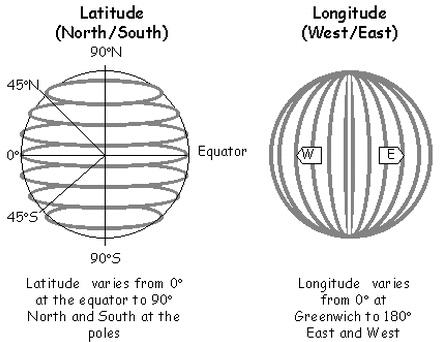 Latitude
(North/South)
90°N
45°N
0°
Equator
45°S
90°S
Latitude varies from 0°
at the equator to 90°
North and South at the
poles
Longitude
(West/East)
W
E
Longitude varies
from 0° at
Greenwich to 180°
East and West